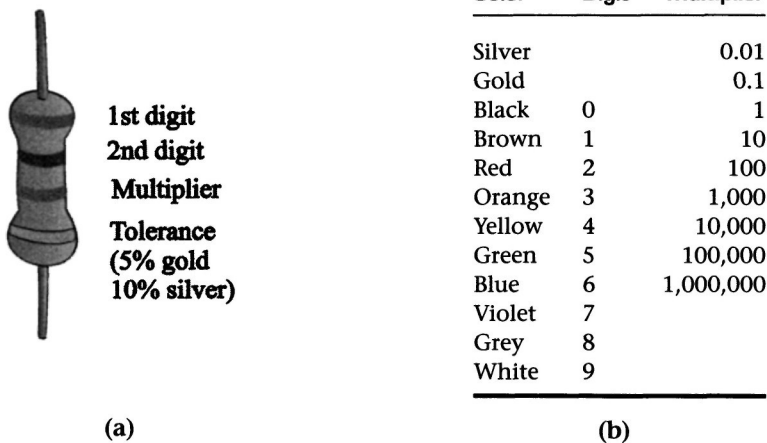 1st digit
2nd digit
Multiplier
Tolerance
(5% gold
10% silver)
(a)
Silver 0.01
Gold 0.1
Black 0 1
Brown 1 10
Red 2 100
Orange 3 1,000
Yellow 4 10,000
Green 5 100,000
Blue 6 1,000,000
Violet 7
Grey 8
White 9
(b)